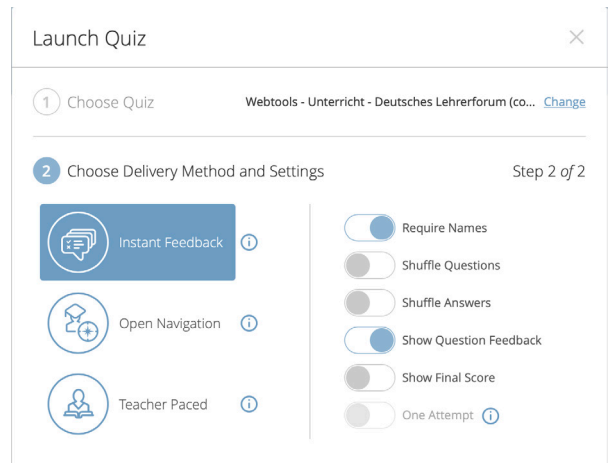 Launch Quiz
1 Choose Quiz
Webtools - Unterricht - Deutsches Lehrerforum (co... Change
2 Choose Delivery Method and Settings
Step 2 of 2
Instant Feedback
Open Navigation
Teacher Paced
Require Names
Shuffle Questions
Shuffle Answers
Show Question Feedback
Show Final Score
One Attempt